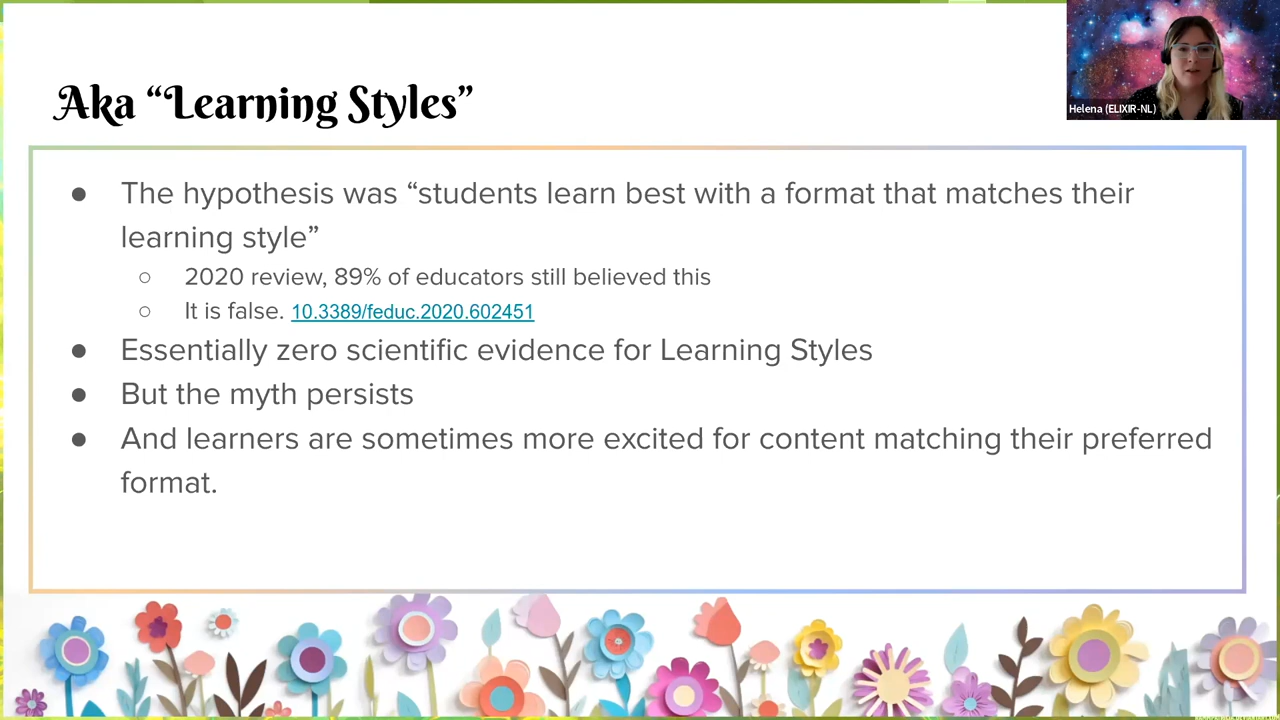 Aka “Learning Styles”
Helena (ELIXIR-NL)
● The hypothesis was “students learn best with a format that matches their
learning style”
○ 2020 review, 89% of educators still believed this
○ It is false. 10.3389/feduc.2020.602451
● Essentially zero scientific evidence for Learning Styles
● But the myth persists
● And learners are sometimes more excited for content matching their preferred
format.